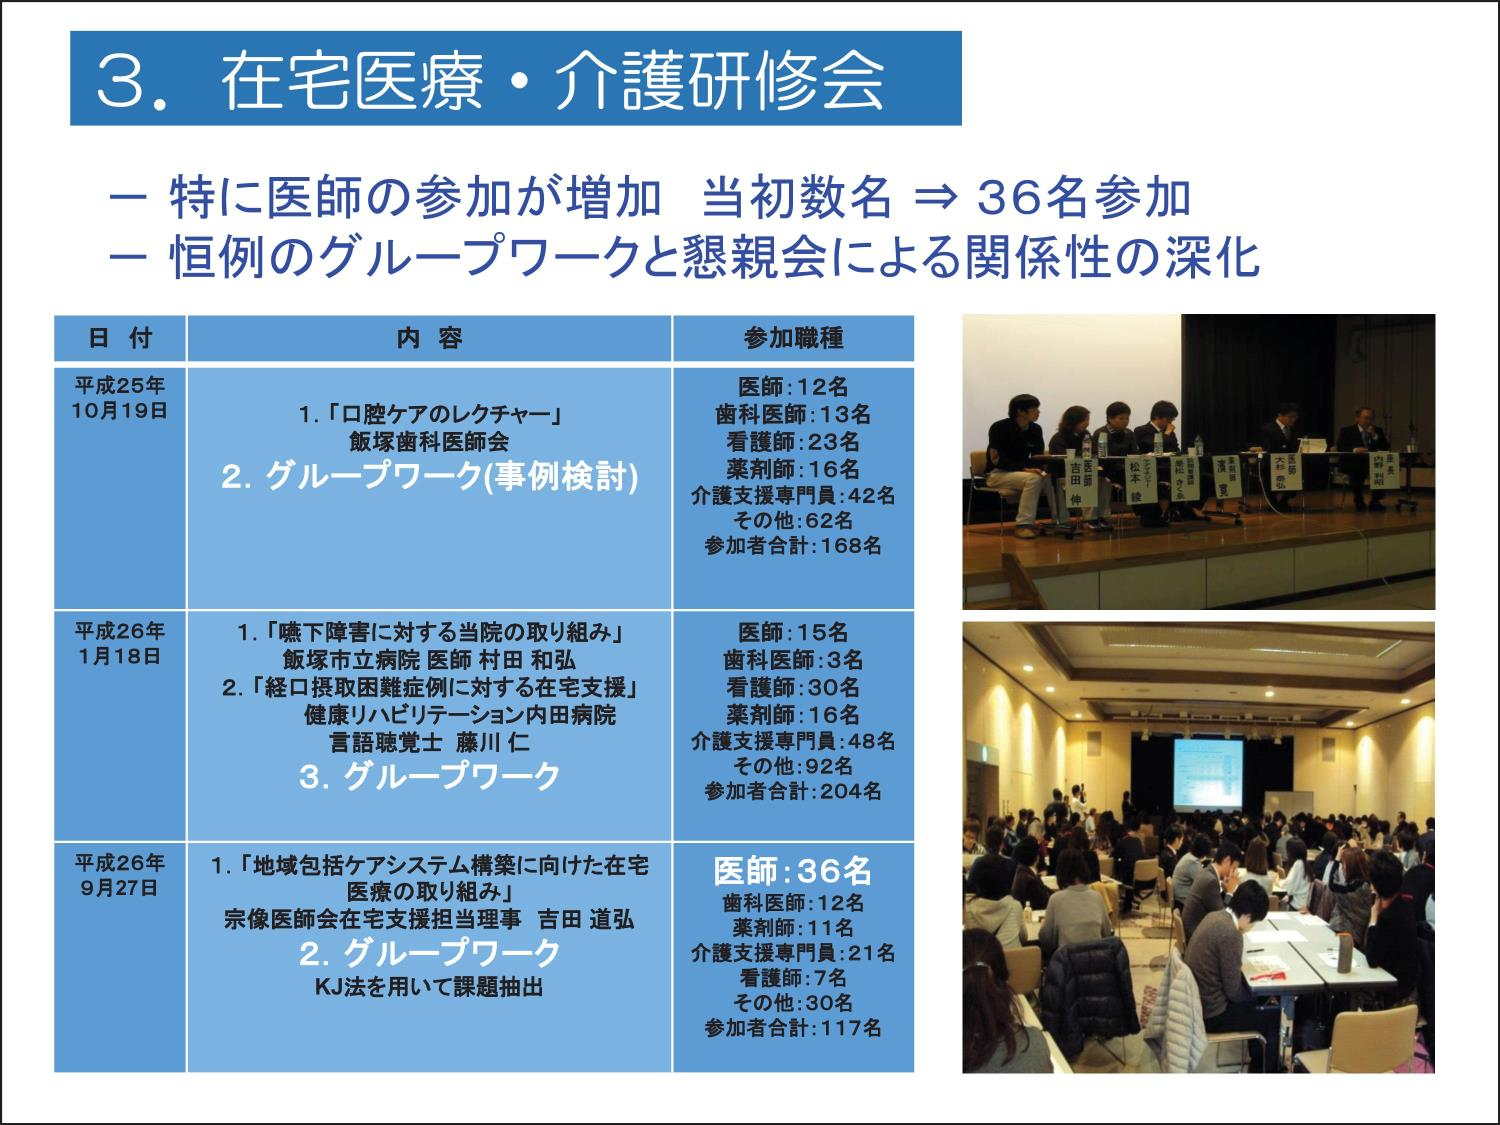 3．在宅医療・介護研修会
－ 特に医師の参加が増加　当初数名 ⇒ 36名参加
－ 恒例のグループワークと懇親会による関係性の深化
日 付
内 容
参加職種
平成25年
10月19日
1.「口腔ケアのレクチャー」
飯塚歯科医師会
2. グループワーク(事例検討)
医師:12名
歯科医師:13名
看護師:23名
薬剤師:16名
介護支援専門員:42名
その他:62名
参加者合計:168名
平成26年
1月18日
1.「嚥下障害に対する当院の取り組み」
飯塚市立病院 医師 村田 和弘
2.「経口摂取困難症例に対する在宅支援」
健康リハビリテーション内田病院
言語聴覚士 藤川 仁
3. グループワーク
医師:15名
歯科医師:3名
看護師:30名
薬剤師:16名
介護支援専門員:48名
その他:92名
参加者合計:204名
平成26年
9月27日
1.「地域包括ケアシステム構築に向けた在宅
医療の取り組み」
宗像医師会在宅支援担当理事 吉田 道弘
2. グループワーク
KJ法を用いて課題抽出
医師:36名
歯科医師:12名
薬剤師:11名
介護支援専門員:21名
看護師:7名
その他:30名
参加者合計:117名
医師
吉田 伸
松本 綾
医師
座長